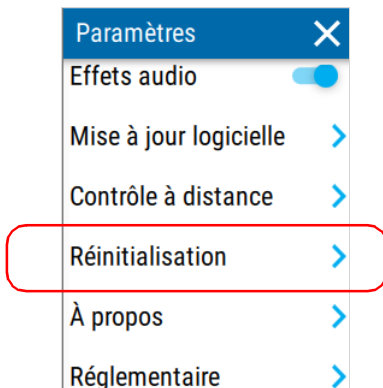 Paramètres
Effets audio
Mise à jour logicielle
Contrôle à distance
Réinitialisation
À propos
Réglementaire